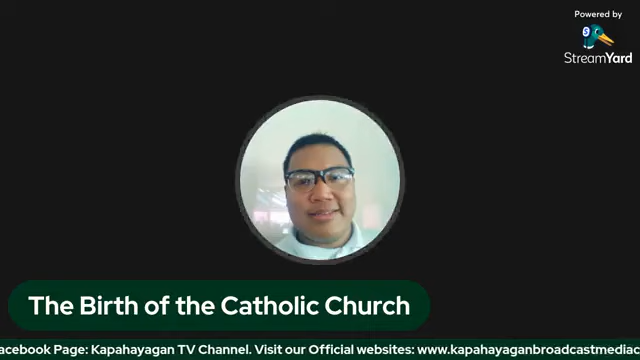 Powered by
StreamYard
The Birth of the Catholic Church
acebook Page: Kapahayagan TV Channel. Visit our Official websites: www.kapahayaganbroadcastmediac